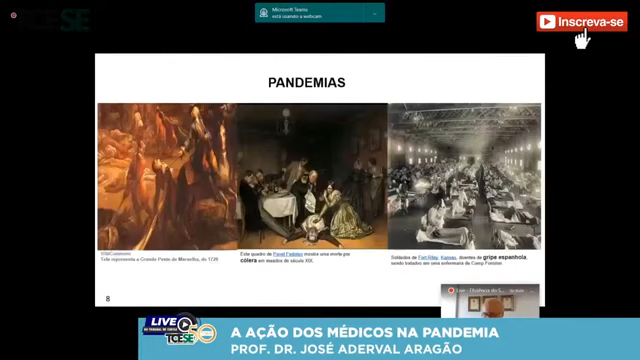 TCESE
Microsoft Teams
está usando a webcam
Inscreva-se
PANDEMIAS
Tela representa a Grande Peste de Marselha, de 1720
Este quadro de Pavel Fedotov mostra uma morte por
cólera em meados do século XIX.
Soldados de Fort Riley, Kansas, doentes de gripe espanhola,
sendo tratados em uma enfermaria de Camp Funston
8
LIVE
TCESE
A AÇÃO DOS MÉDICOS NA PANDEMIA
PROF. DR. JOSÉ ADERVAL ARAGÃO